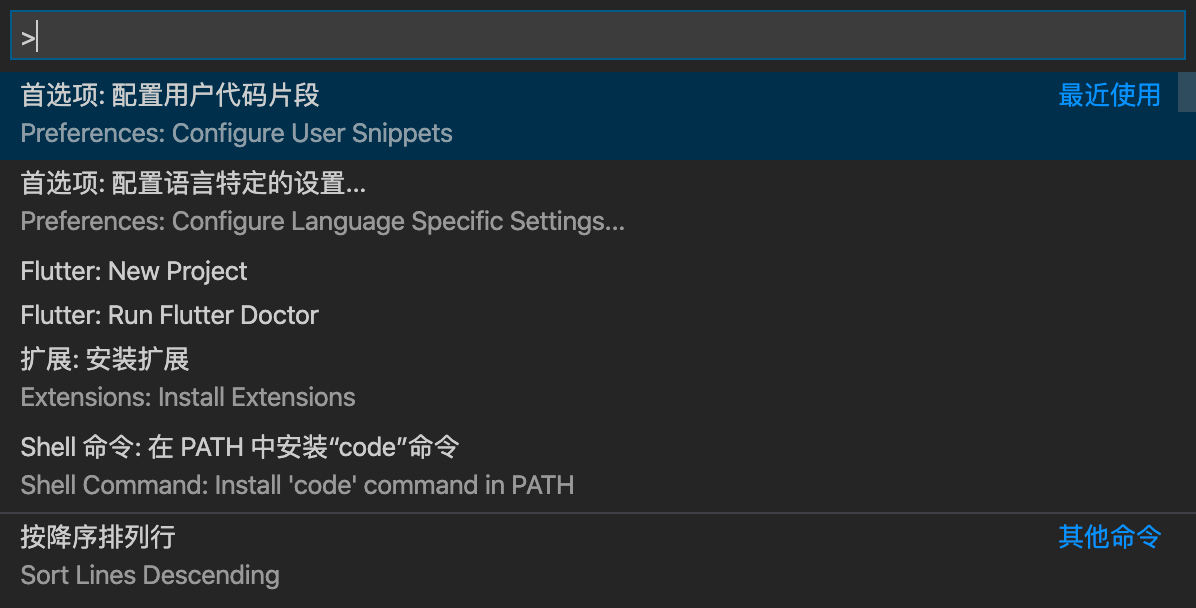 >
首选项: 配置用户代码片段 最近使用
Preferences: Configure User Snippets
首选项: 配置语言特定的设置...
Preferences: Configure Language Specific Settings...
Flutter: New Project
Flutter: Run Flutter Doctor
扩展: 安装扩展
Extensions: Install Extensions
Shell 命令: 在 PATH 中安装“code”命令
Shell Command: Install 'code' command in PATH
按降序排列行 其他命令
Sort Lines Descending